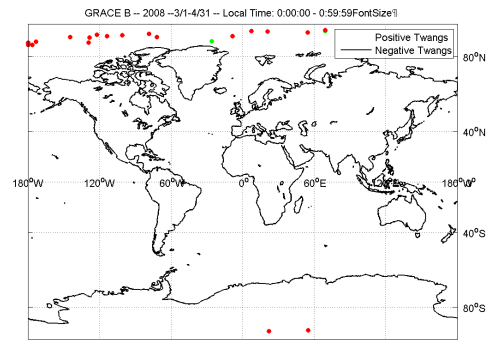 GRACE B -- 2008 --3/1-4/31 -- Local Time: 0:00:00 - 0:59:59FontSize¶
Positive Twangs
Negative Twangs
80°N
40°N
180°W 120°W 60°W 0° 60°E 120°E 180°W
40°S
80°S